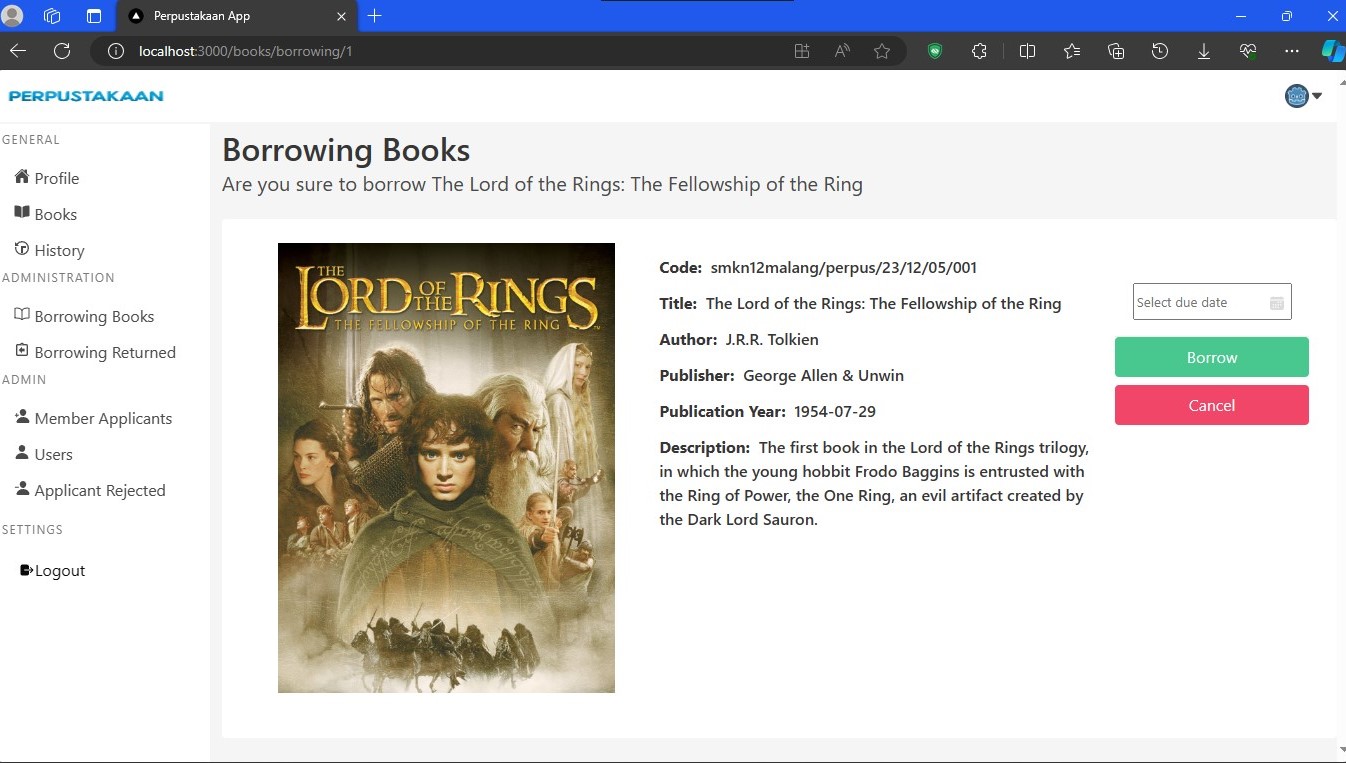 Perpustakaan App
localhost:3000/books/borrowing/1
PERPUSTAKAAN
GENERAL
Profile
Books
History
ADMINISTRATION
Borrowing Books
Borrowing Returned
ADMIN
Member Applicants
Users
Applicant Rejected
SETTINGS
Logout
Borrowing Books
Are you sure to borrow The Lord of the Rings: The Fellowship of the Ring
THE
LORD OF
THE RINGS
THE FELLOWSHIP OF THE RING ™
Code: smkn12malang/perpus/23/12/05/001
Title: The Lord of the Rings: The Fellowship of the Ring
Author: J.R.R. Tolkien
Publisher: George Allen & Unwin
Publication Year: 1954-07-29
Description: The first book in the Lord of the Rings trilogy,
in which the young hobbit Frodo Baggins is entrusted with
the Ring of Power, the One Ring, an evil artifact created by
the Dark Lord Sauron.
Select due date
Borrow
Cancel